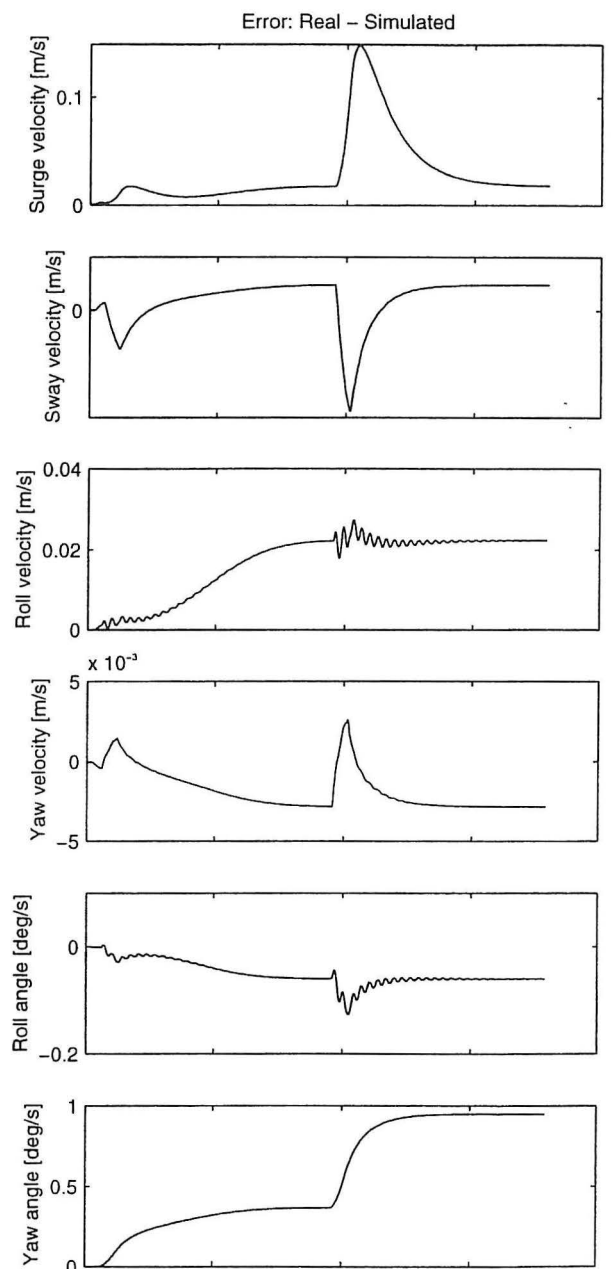 Error: Real – Simulated
Surge velocity [m/s]
0.1
0
Sway velocity [m/s]
0
Roll velocity [m/s]
0.04
0.02
0
x 10⁻³
Yaw velocity [m/s]
5
0
−5
Roll angle [deg/s]
0
−0.2
Yaw angle [deg/s]
1
0.5
0